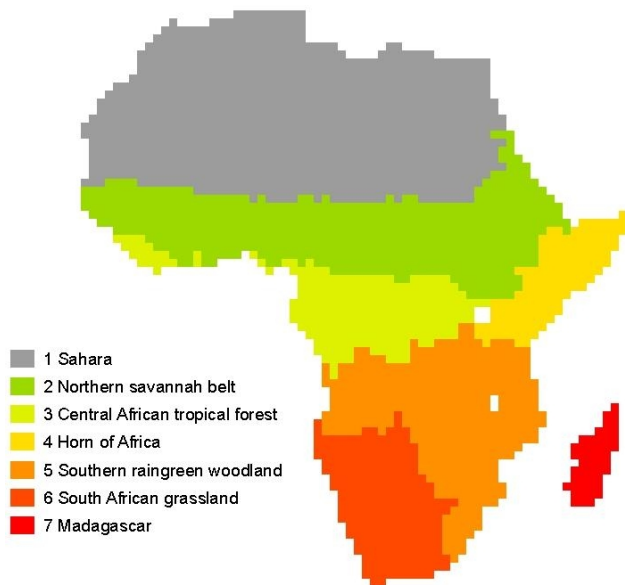 1 Sahara
2 Northern savannah belt
3 Central African tropical forest
4 Horn of Africa
5 Southern raingreen woodland
6 South African grassland
7 Madagascar